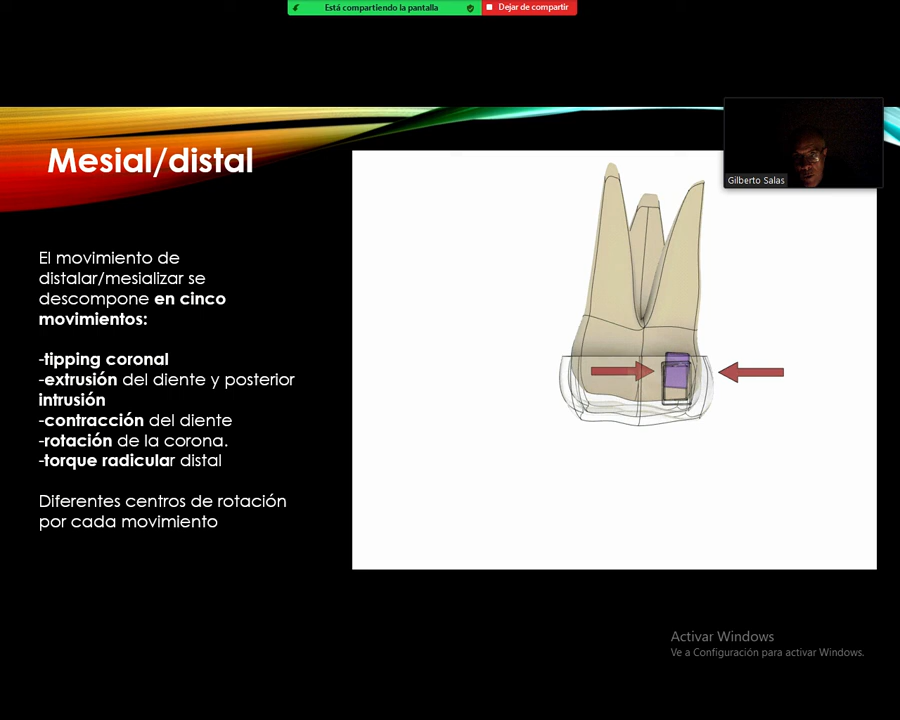 Está compartiendo la pantalla
Dejar de compartir
Mesial/distal
Gilberto Salas
El movimiento de
distalar/mesializar se
descompone en cinco
movimientos:
-tipping coronal
-extrusión del diente y posterior
intrusión
-contracción del diente
-rotación de la corona.
-torque radicular distal
Diferentes centros de rotación
por cada movimiento
Activar Windows
Ve a Configuración para activar Windows.